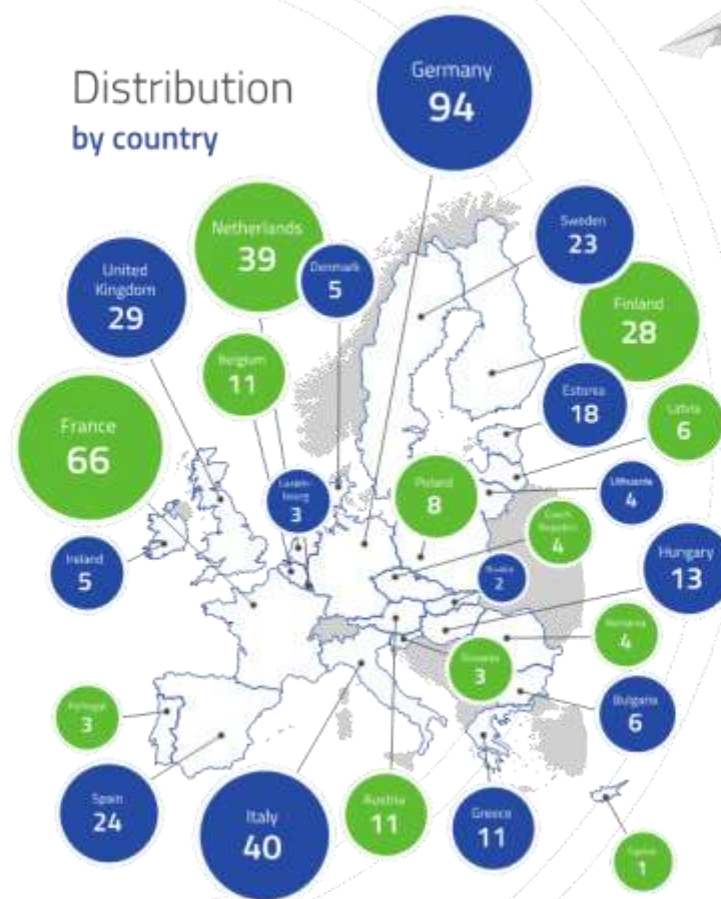 Distribution
by country
Germany
94
Netherlands
39
Denmark
5
Sweden
23
United
Kingdom
29
Finland
28
Belgium
11
Estonia
18
Latvia
6
France
66
Luxem-
bourg
3
Poland
8
Lithuania
4
Czech
Republic
4
Ireland
5
Hungary
13
2
Romania
4
Slovenia
3
Portugal
3
Bulgaria
6
Spain
24
Italy
40
Austria
11
Greece
11
Cyprus
1